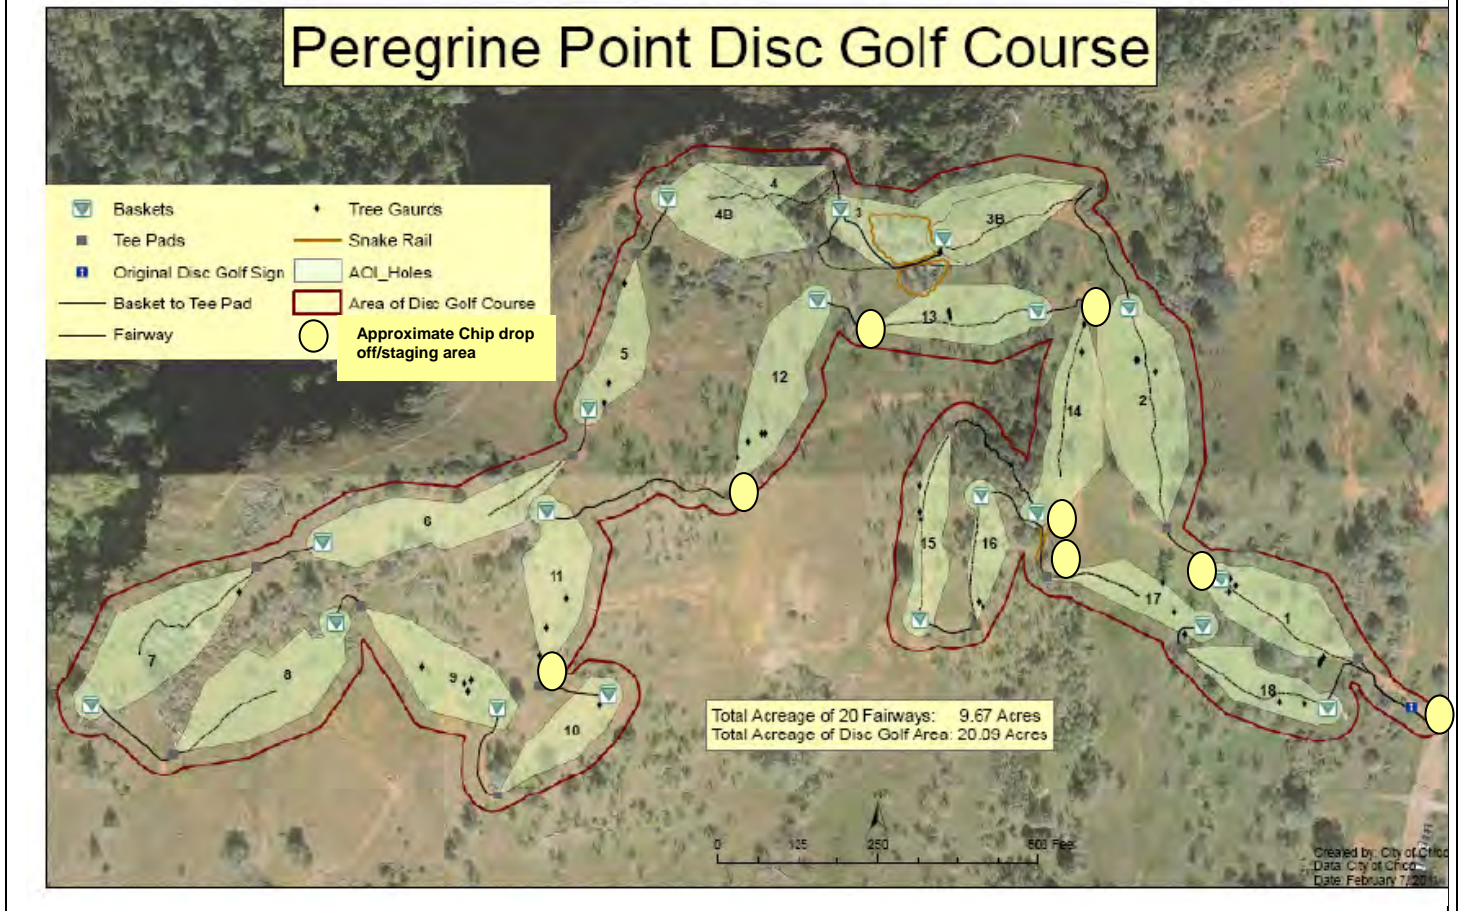 Peregrine Point Disc Golf Course
Baskets
Tree Gaurds
Tee Pads
Snake Rail
Original Disc Golf Sign
AOI_Holes
Basket to Tee Pad
Area of Disc Golf Course
Fairway
Approximate Chip drop
off/staging area
4
4B
3
3B
5
13
12
14
2
6
15
16
11
17
1
7
8
9
18
10
Total Acreage of 20 Fairways: 9.67 Acres
Total Acreage of Disc Golf Area: 20.09 Acres
0 125 250 500 Feet
Created by: City of Chico
Data: City of Chico
Date: February 7,